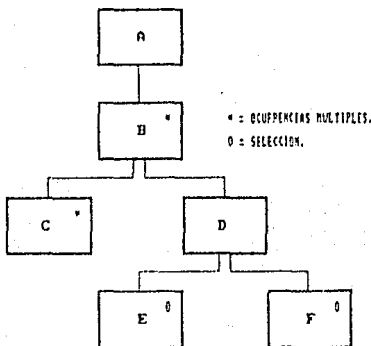 A
B *
* = OCURRENCIAS MULTIPLES.
0 = SELECCION.
C *
D
E 0
F 0